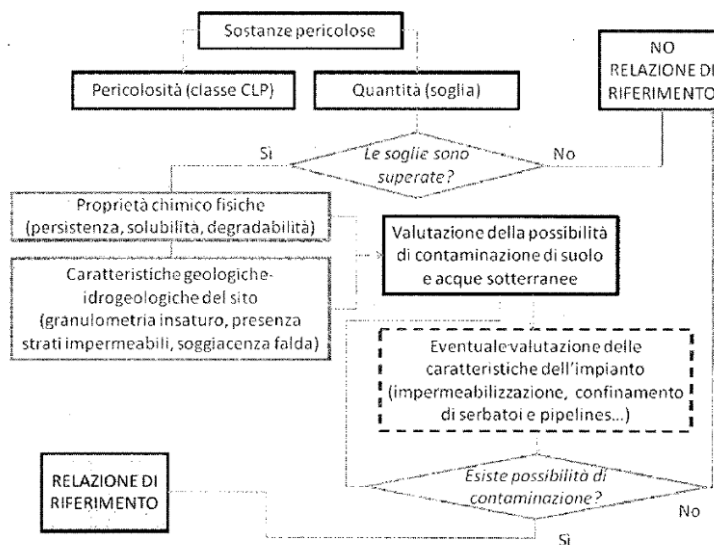 Sostanze pericolose
NO
RELAZIONE DI
RIFERIMENTO
Pericolosità (classe CLP)
Quantità (soglia)
Sì
Le soglie sono
superate?
No
Proprietà chimico fisiche
(persistenza, solubilità, degradabilità)
Valutazione della possibilità
di contaminazione di suolo
e acque sotterranee
Caratteristiche geologiche-
idrogeologiche del sito
(granulometria insaturo, presenza
strati impermeabili, soggiacenza falda)
Eventuale valutazione delle
caratteristiche dell'impianto
(impermeabilizzazione, confinamento
di serbatoi e pipelines...)
RELAZIONE DI
RIFERIMENTO
Esiste possibilità di
contaminazione?
No
Sì